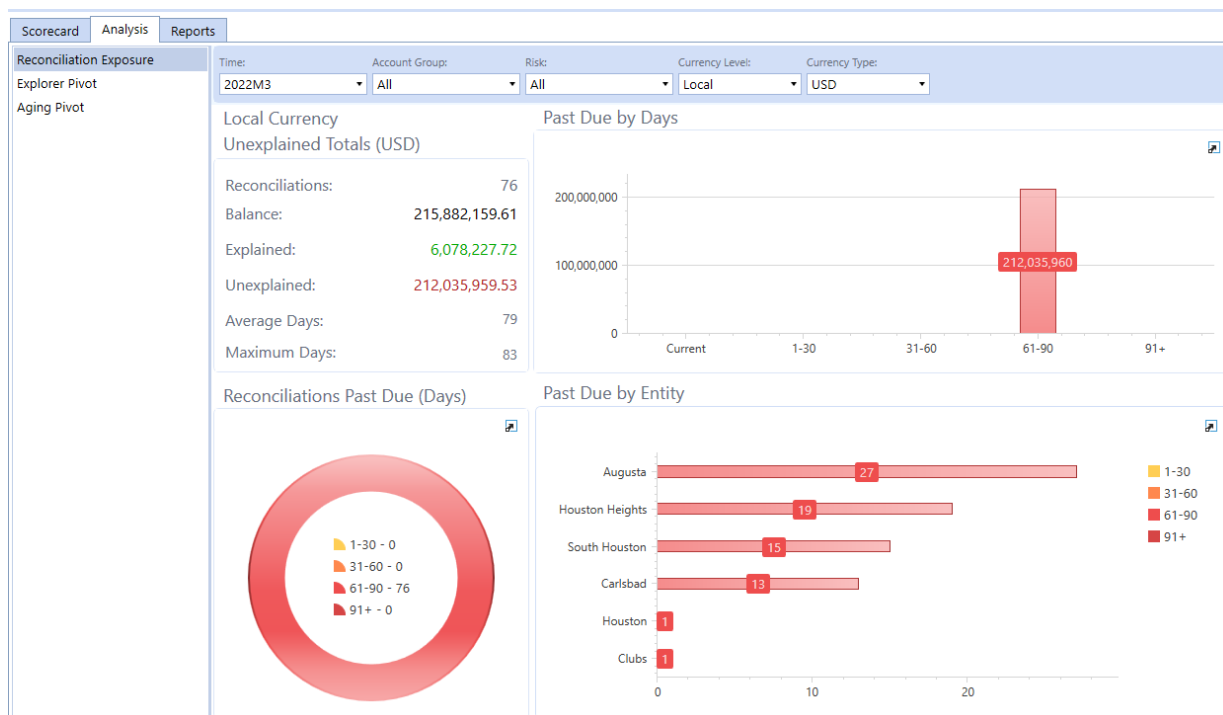 Scorecard Analysis Reports
Reconciliation Exposure
Explorer Pivot
Aging Pivot
Time: Account Group: Risk: Currency Level: Currency Type:
2022M3 All All Local USD
Local Currency
Unexplained Totals (USD)
Reconciliations: 76
Balance: 215,882,159.61
Explained: 6,078,227.72
Unexplained: 212,035,959.53
Average Days: 79
Maximum Days: 83
Past Due by Days
200,000,000
100,000,000
0
212,035,960
Current 1-30 31-60 61-90 91+
Reconciliations Past Due (Days)
1-30 - 0
31-60 - 0
61-90 - 76
91+ - 0
Past Due by Entity
Augusta 27
Houston Heights 19
South Houston 15
Carlsbad 13
Houston 1
Clubs 1
0 10 20
1-30
31-60
61-90
91+